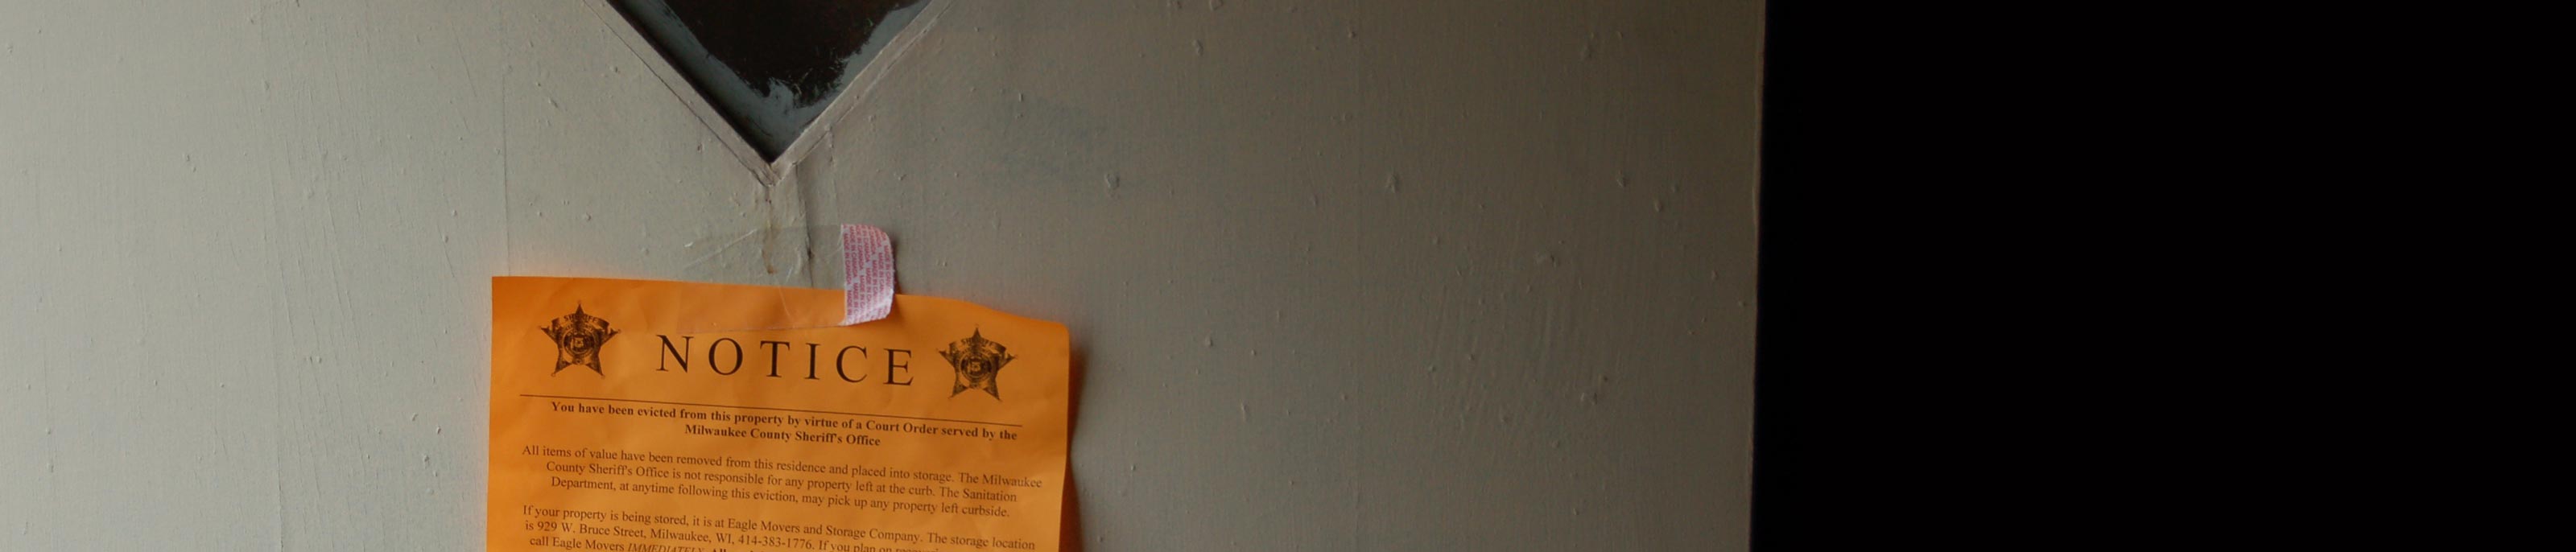 NOTICE
You have been evicted from this property by virtue of a Court Order served by the
Milwaukee County Sheriff's Office
All items of value have been removed from this residence and placed into storage. The Milwaukee
County Sheriff's Office is not responsible for any property left at the curb. The Sanitation
Department, at anytime following this eviction, may pick up any property left curbside.
If your property is being stored, it is at Eagle Movers and Storage Company. The storage location
is 929 W. Bruce Street, Milwaukee, WI, 414-383-1776. If you plan on
call Eagle Movers IMMEDIATELY.